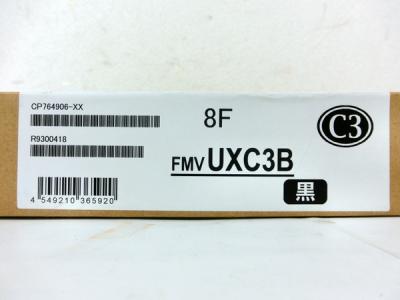 CP764906-XX
R9300418
4 549210 365920
8F
FMV UXC3B
黒
C3